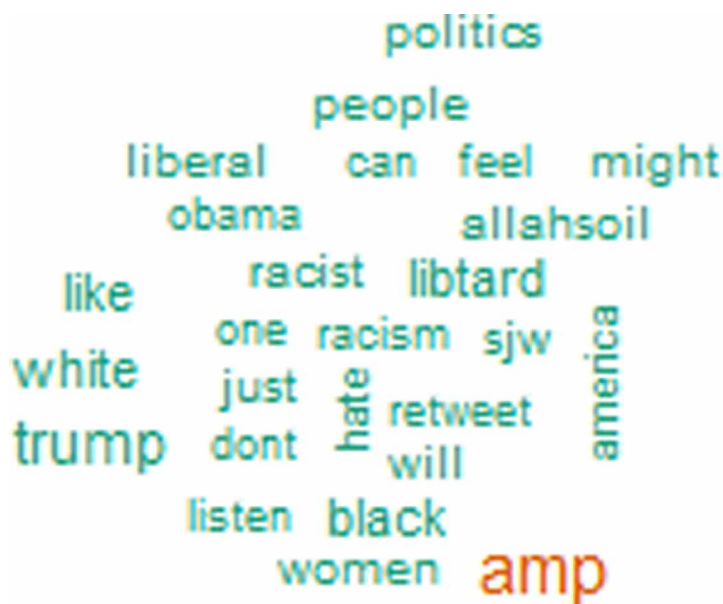 politics
people
liberal can feel might
obama allahsoil
racist libtard
like
one racism sjw
america
white just hate
retweet
trump dont
will
listen black
women amp